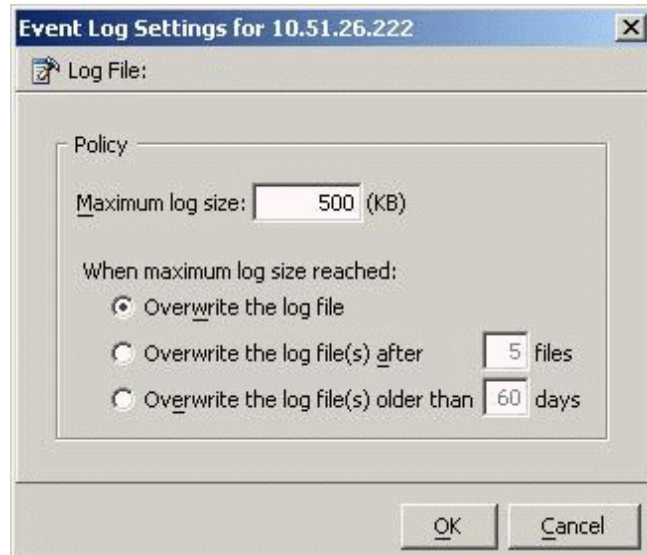 Event Log Settings for 10.51.26.222
Log File:
Policy
Maximum log size: 500 (KB)
When maximum log size reached:
Overwrite the log file
Overwrite the log file(s) after 5 files
Overwrite the log file(s) older than 60 days
OK Cancel